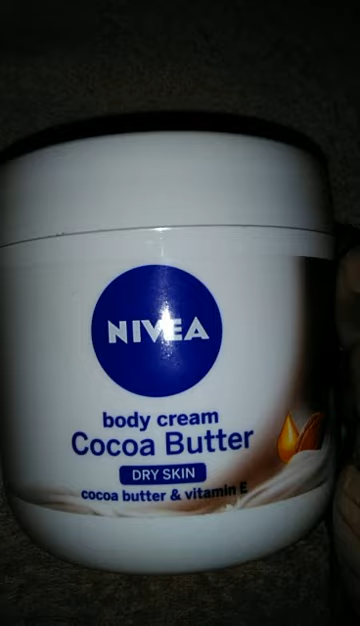 NIVEA
body cream
Cocoa Butter
DRY SKIN
cocoa butter & vitamin E